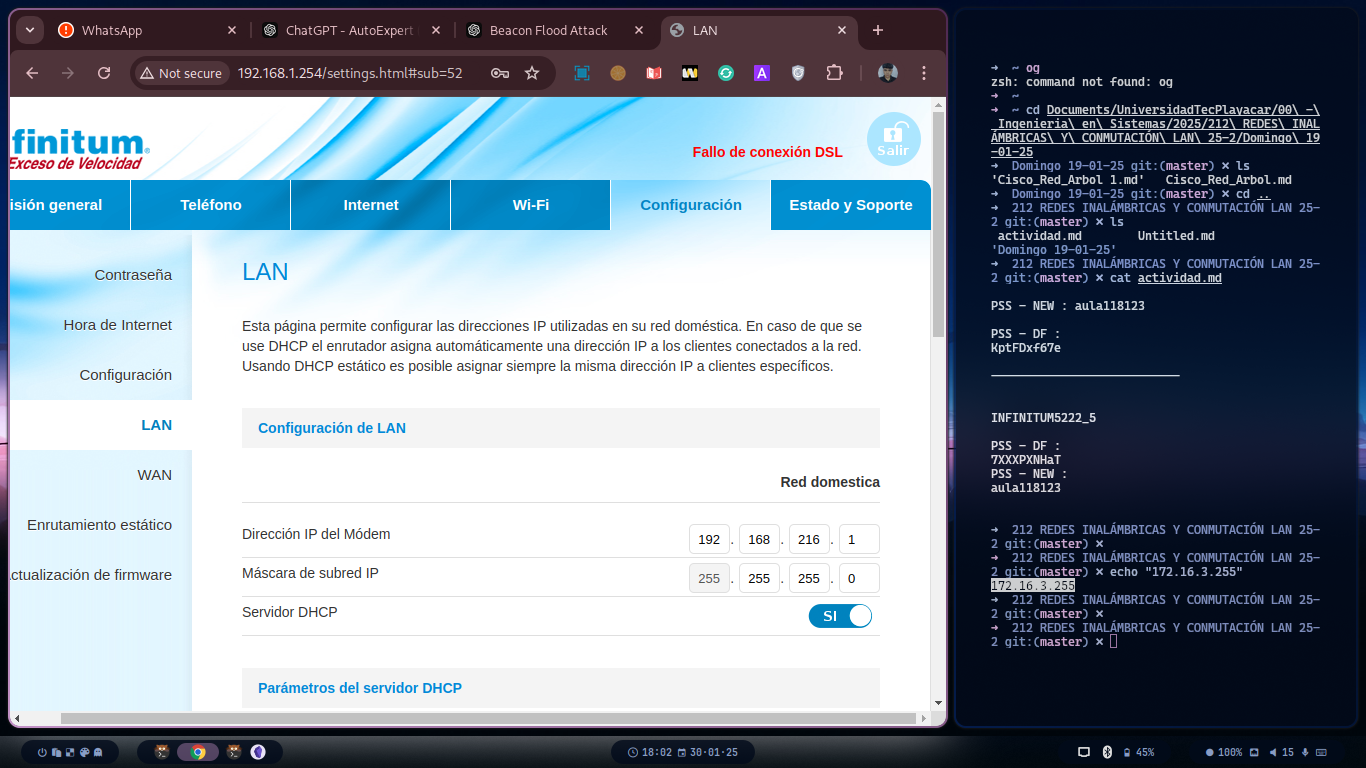 WhatsApp
ChatGPT - AutoExpert
Beacon Flood Attack
LAN
Not secure
192.168.1.254/settings.html#sub=52
finitum
Exceso de Velocidad
Fallo de conexión DSL
Salir
isión general
Teléfono
Internet
Wi-Fi
Configuración
Estado y Soporte
Contraseña
Hora de Internet
Configuración
LAN
WAN
Enrutamiento estático
ctualización de firmware
LAN
Esta página permite configurar las direcciones IP utilizadas en su red doméstica. En caso de que se
use DHCP el enrutador asigna automáticamente una dirección IP a los clientes conectados a la red.
Usando DHCP estático es posible asignar siempre la misma dirección IP a clientes específicos.
Configuración de LAN
Red domestica
Dirección IP del Módem 192 . 168 . 216 . 1
Máscara de subred IP 255 . 255 . 255 . 0
Servidor DHCP SI
Parámetros del servidor DHCP
➜ ~ og
zsh: command not found: og
➜ ~
➜ ~ cd Documents/UniversidadTecPlayacar/00\ -\
_Ingenieria\ en\ Sistemas/2025/212\ REDES\ INAL
ÁMBRICAS\ Y\ CONMUTACIÓN\ LAN\ 25-2/Domingo\ 19
-01-25
➜ Domingo 19-01-25 git:(master) ✗ ls
'Cisco_Red_Arbol 1.md' Cisco_Red_Arbol.md
➜ Domingo 19-01-25 git:(master) ✗ cd ..
➜ 212 REDES INALÁMBRICAS Y CONMUTACIÓN LAN 25-
2 git:(master) ✗ ls
actividad.md Untitled.md
'Domingo 19-01-25'
➜ 212 REDES INALÁMBRICAS Y CONMUTACIÓN LAN 25-
2 git:(master) ✗ cat actividad.md
PSS - NEW : aula118123
PSS - DF :
KptFDxf67e
___________________________
INFINITUM5222_5
PSS - DF :
7XXXPXNHaT
PSS - NEW :
aula118123
➜ 212 REDES INALÁMBRICAS Y CONMUTACIÓN LAN 25-
2 git:(master) ✗
➜ 212 REDES INALÁMBRICAS Y CONMUTACIÓN LAN 25-
2 git:(master) ✗ echo "172.16.3.255"
172.16.3.255
➜ 212 REDES INALÁMBRICAS Y CONMUTACIÓN LAN 25-
2 git:(master) ✗
➜ 212 REDES INALÁMBRICAS Y CONMUTACIÓN LAN 25-
2 git:(master) ✗
18:02 30-01-25
45%
100%
15